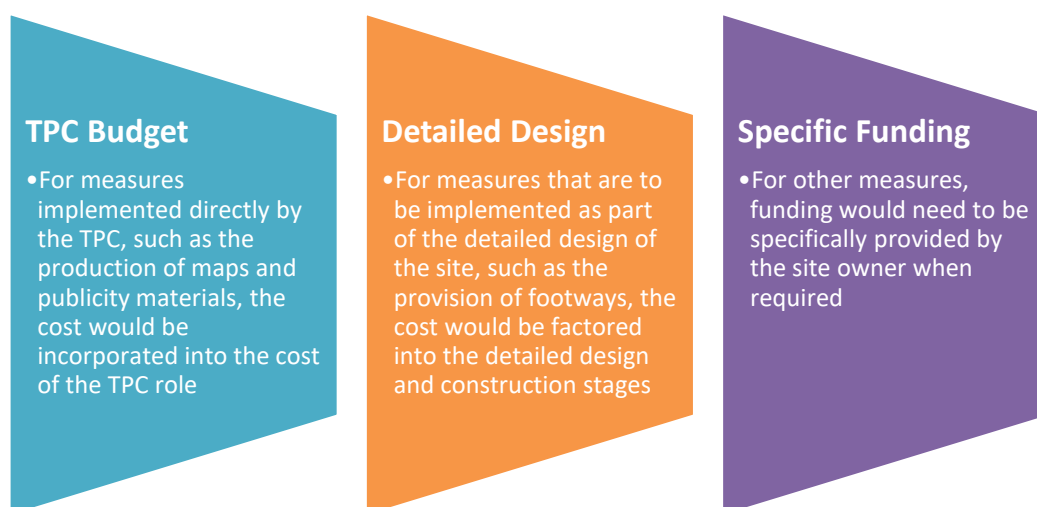 TPC Budget
•For measures
implemented directly by
the TPC, such as the
production of maps and
publicity materials, the
cost would be
incorporated into the cost
of the TPC role
Detailed Design
•For measures that are to
be implemented as part
of the detailed design of
the site, such as the
provision of footways, the
cost would be factored
into the detailed design
and construction stages
Specific Funding
•For other measures,
funding would need to be
specifically provided by
the site owner when
required